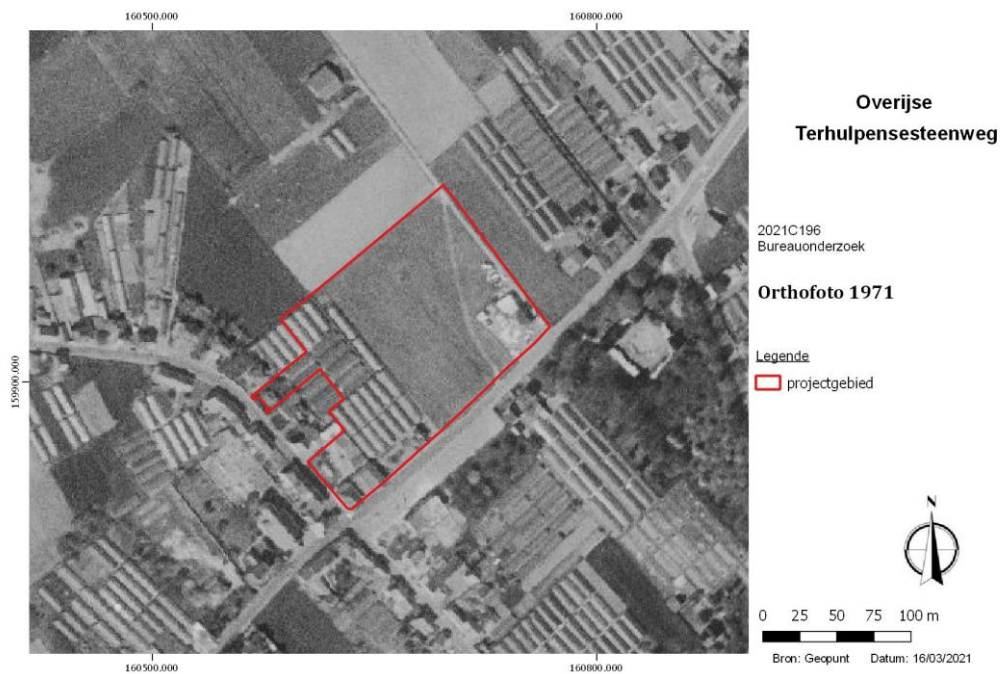 160500.000
160800.000
159900.000
160500.000
160800.000
Overijse
Terhulpensesteenweg
2021C196
Bureauonderzoek
Orthofoto 1971
Legende
projectgebied
N
0 25 50 75 100 m
Bron: Geopunt Datum: 16/03/2021